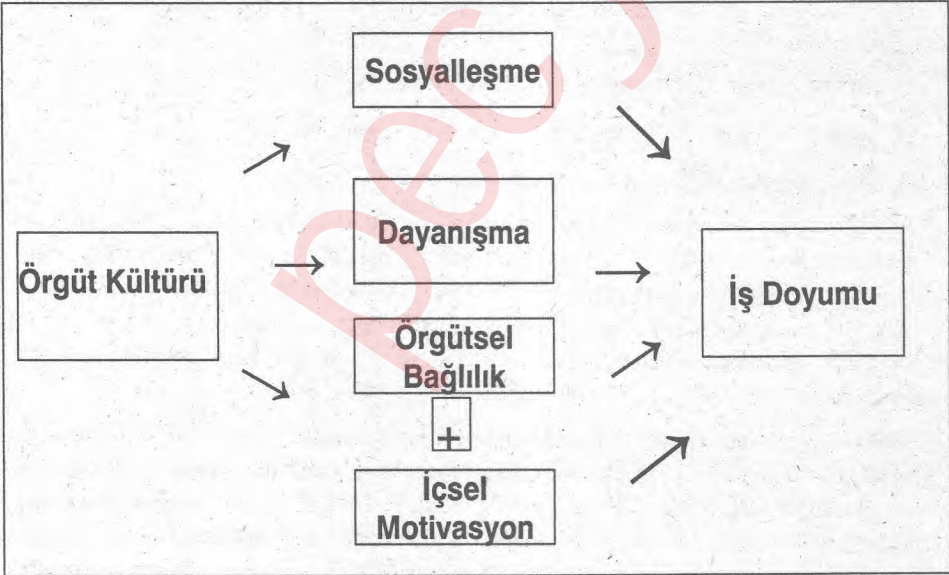 Sosyalleşme
Dayanışma
Örgüt Kültürü
İş Doyumu
Örgütsel
Bağlılık
+
İçsel
Motivasyon